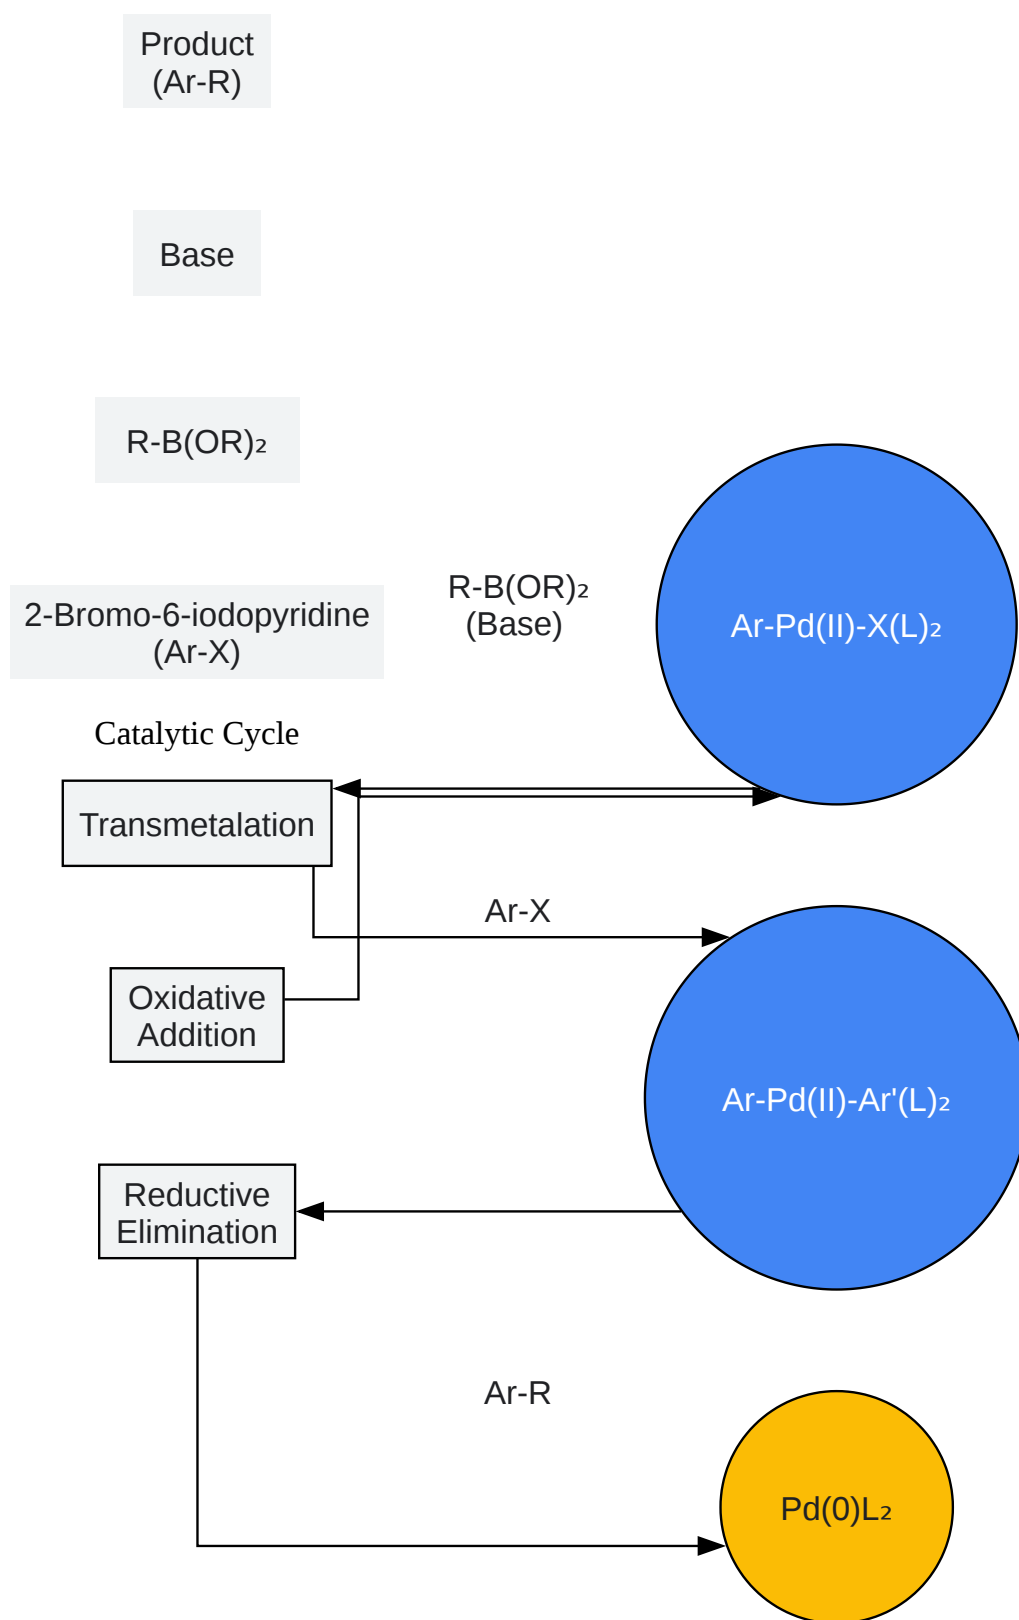 Product
(Ar-R)
Base
R-B(OR)₂
2-Bromo-6-iodopyridine
(Ar-X)
R-B(OR)₂
(Base)
Ar-Pd(II)-X(L)₂
Catalytic Cycle
Transmetalation
Ar-X
Oxidative
Addition
Ar-Pd(II)-Ar'(L)₂
Reductive
Elimination
Ar-R
Pd(0)L₂